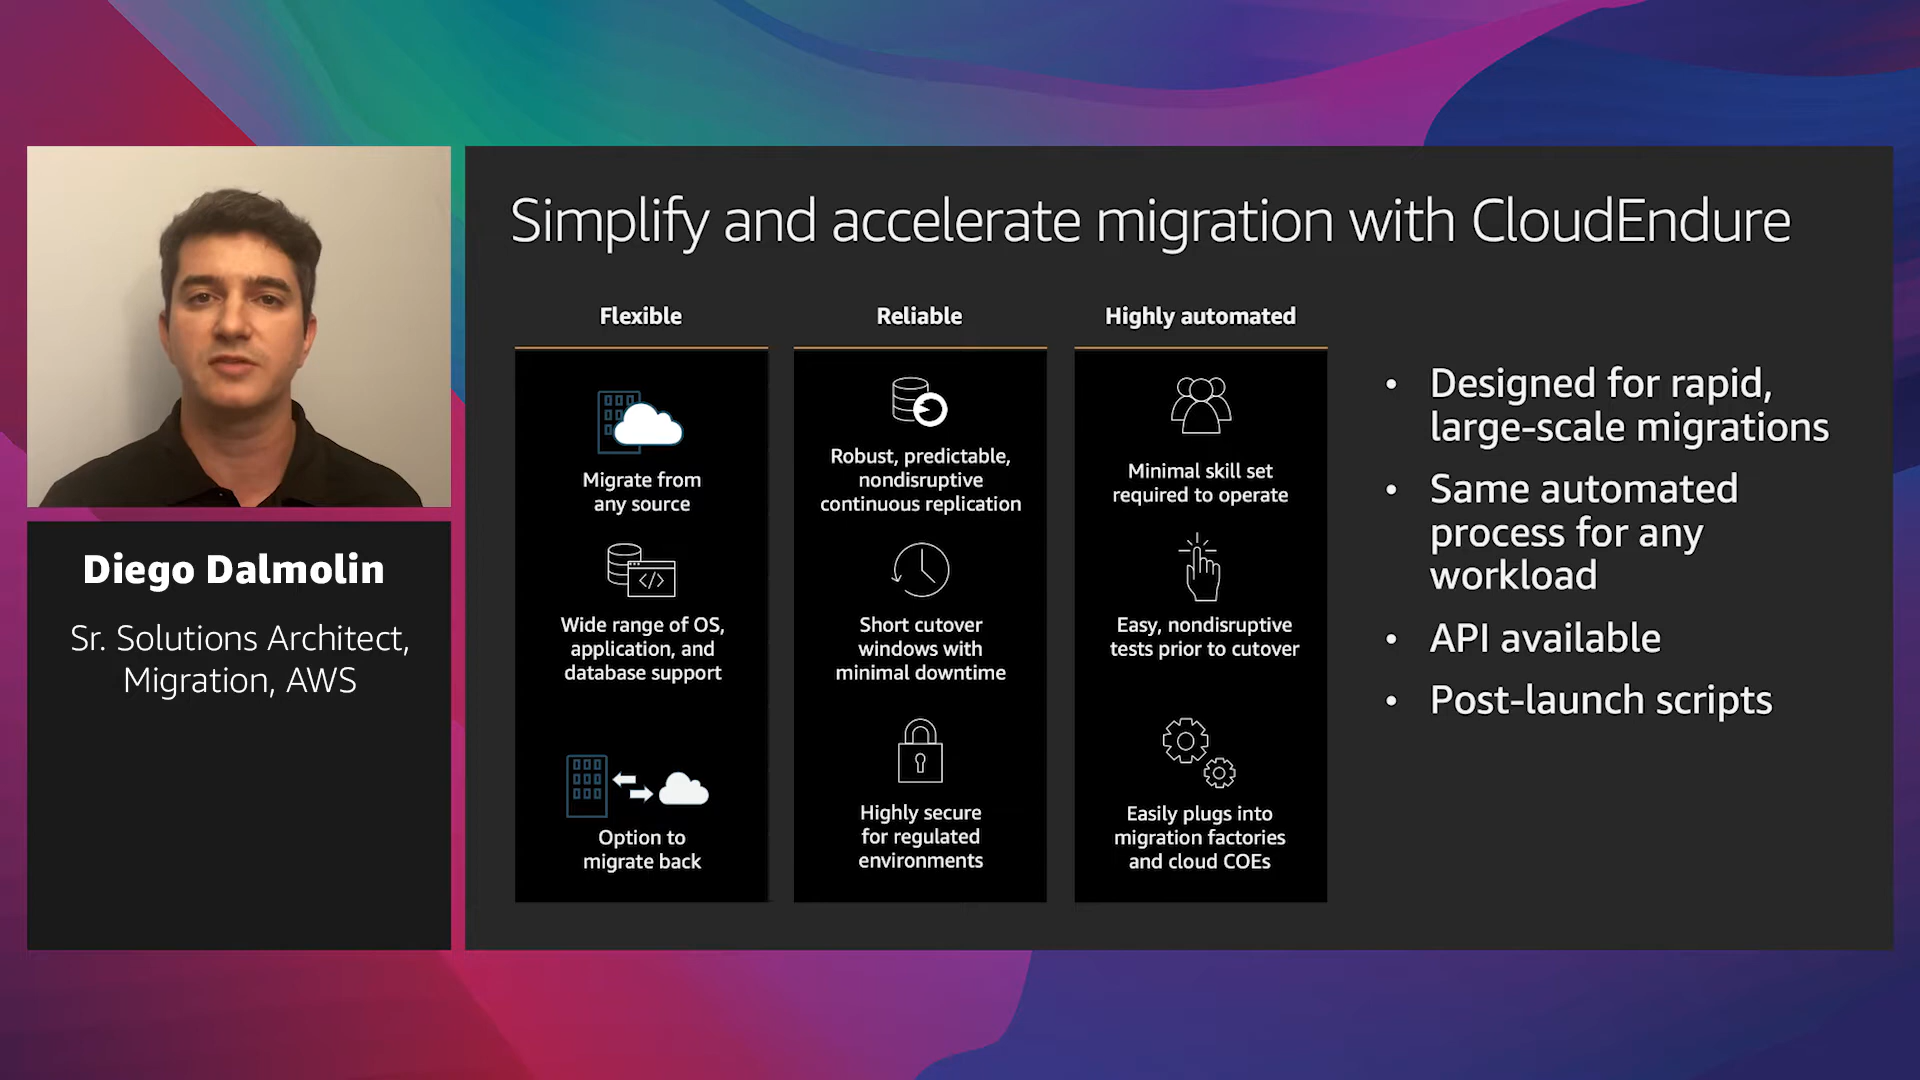 Diego Dalmolin
Sr. Solutions Architect,
Migration, AWS
Simplify and accelerate migration with CloudEndure
Flexible
Migrate from
any source
</>
Wide range of OS,
application, and
database support
Option to
migrate back
Reliable
Robust, predictable,
nondisruptive
continuous replication
Short cutover
windows with
minimal downtime
Highly secure
for regulated
environments
Highly automated
Minimal skill set
required to operate
Easy, nondisruptive
tests prior to cutover
Easily plugs into
migration factories
and cloud COEs
• Designed for rapid,
large-scale migrations
• Same automated
process for any
workload
• API available
• Post-launch scripts